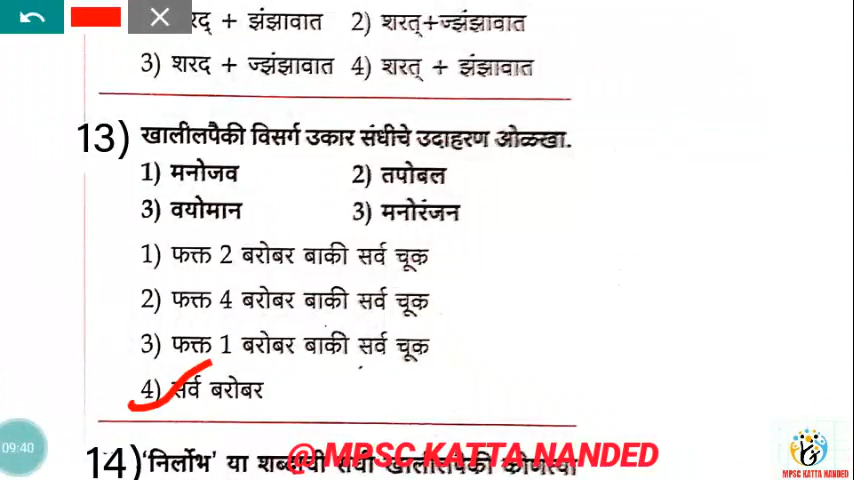 रद् + झंझावात 2) शरत्+ज्झंझावात
3) शरद + ज्झंझावात 4) शरत् + झंझावात
13) खालीलपैकी विसर्ग उकार संधीचे उदाहरण ओळखा.
1) मनोजव 2) तपोबल
3) वयोमान 3) मनोरंजन
1) फक्त 2 बरोबर बाकी सर्व चूक
2) फक्त 4 बरोबर बाकी सर्व चूक
3) फक्त 1 बरोबर बाकी सर्व चूक
4) सर्व बरोबर
09:40
@MPSC KATTA NANDED
MPSC KATTA NANDED
14) 'निर्लोभ' या शब्दाची संधी खालीलपैकी कोणत्या